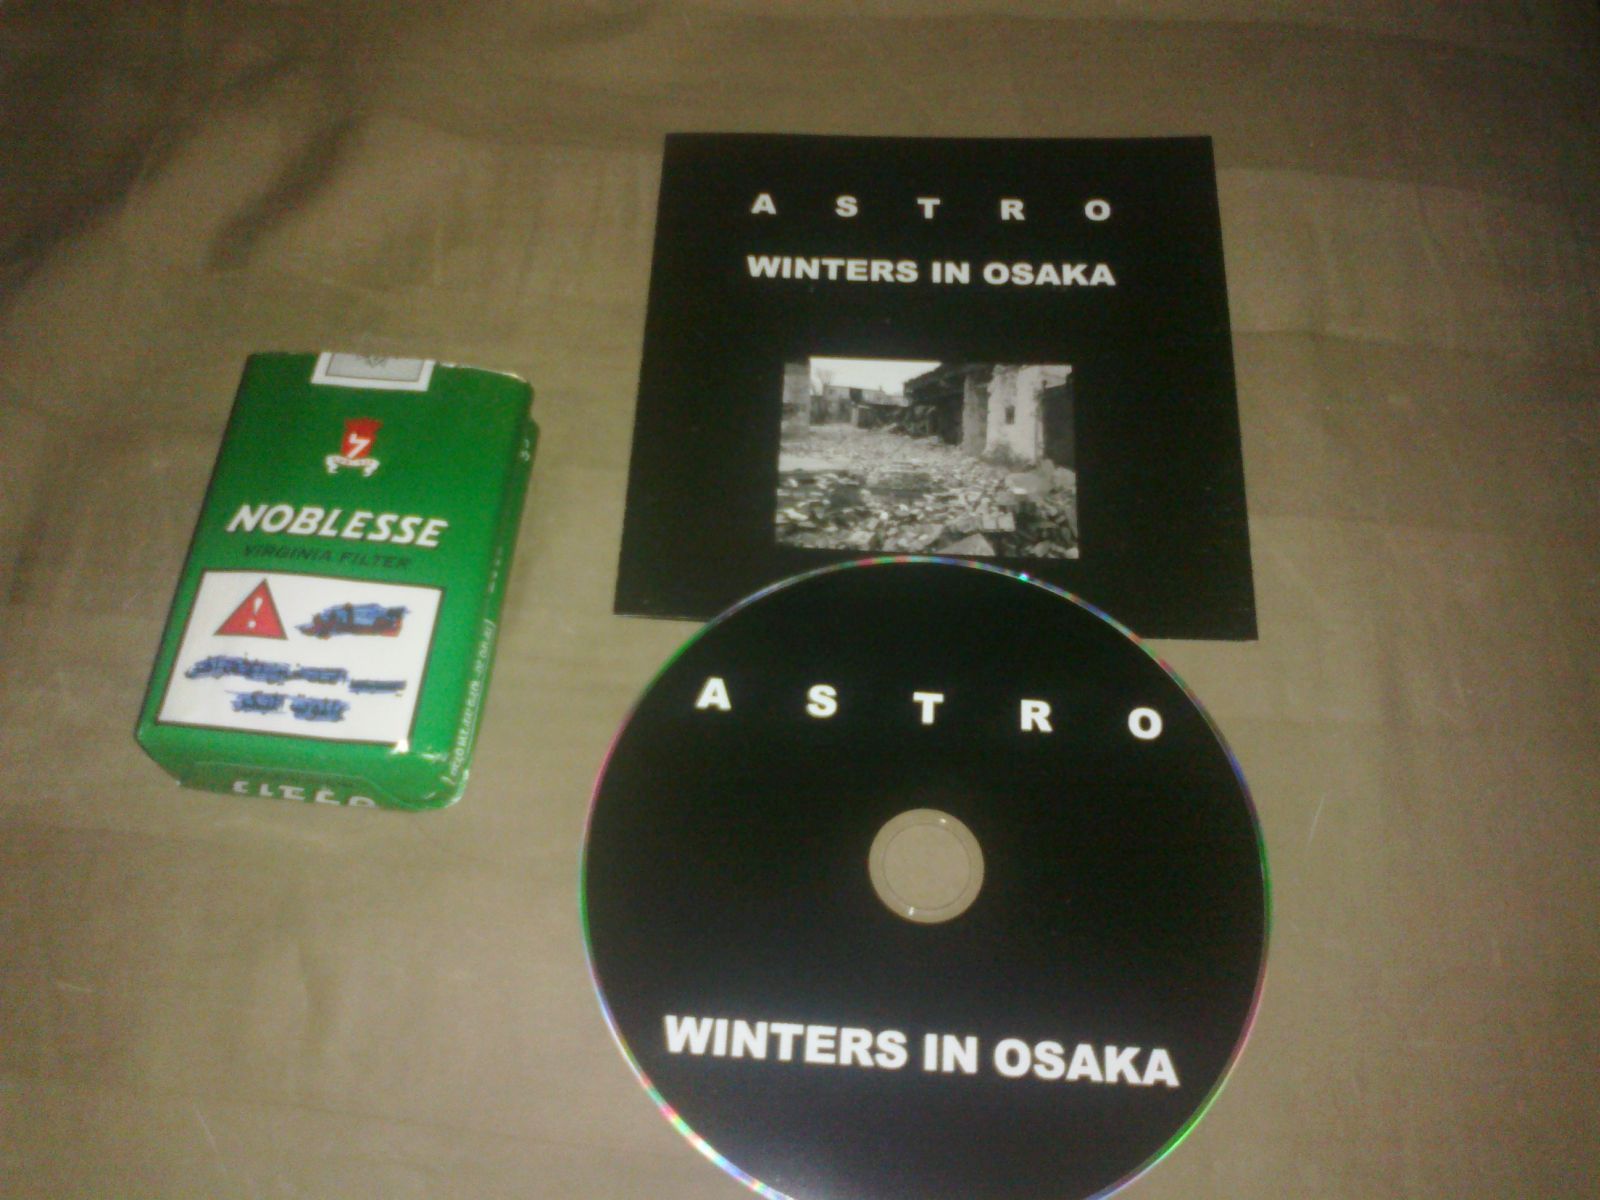 A S T R O
WINTERS IN OSAKA
NOBLESSE
VIRGINIA FILTER
A S T R O
WINTERS IN OSAKA